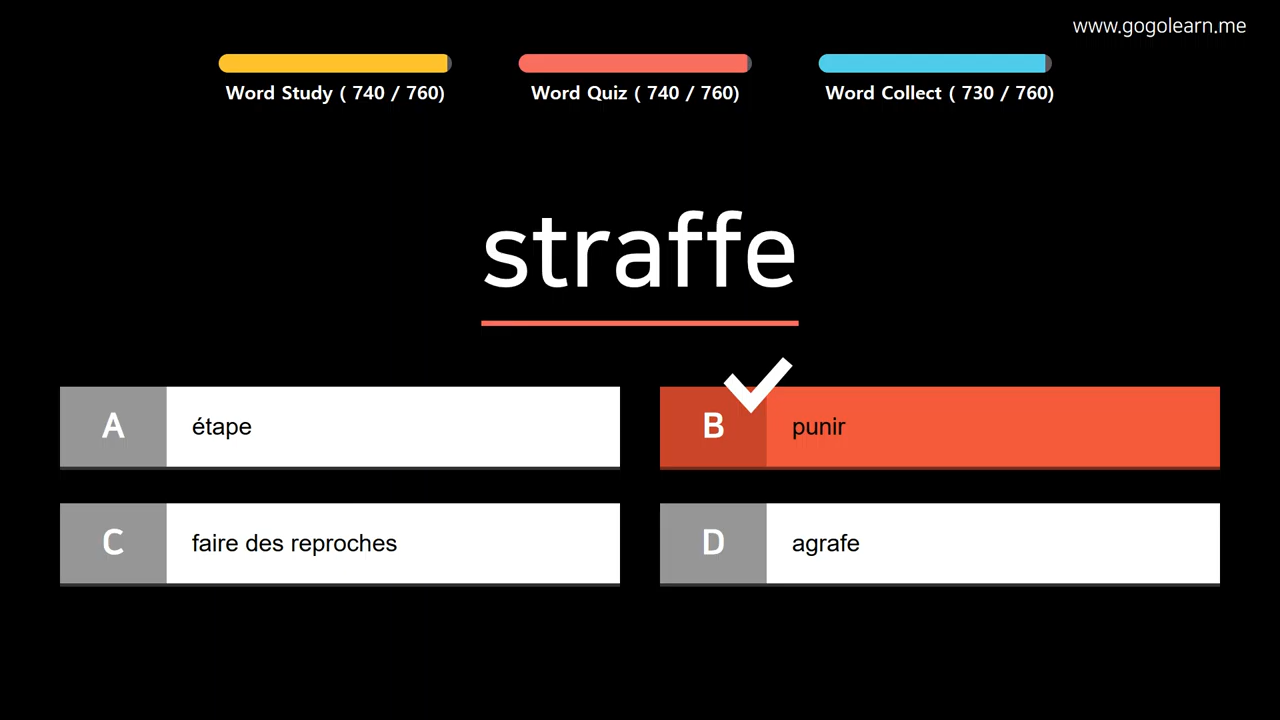 www.gogolearn.me
Word Study ( 740 / 760)
Word Quiz ( 740 / 760)
Word Collect ( 730 / 760)
straffe
A étape
B punir
C faire des reproches
D agrafe